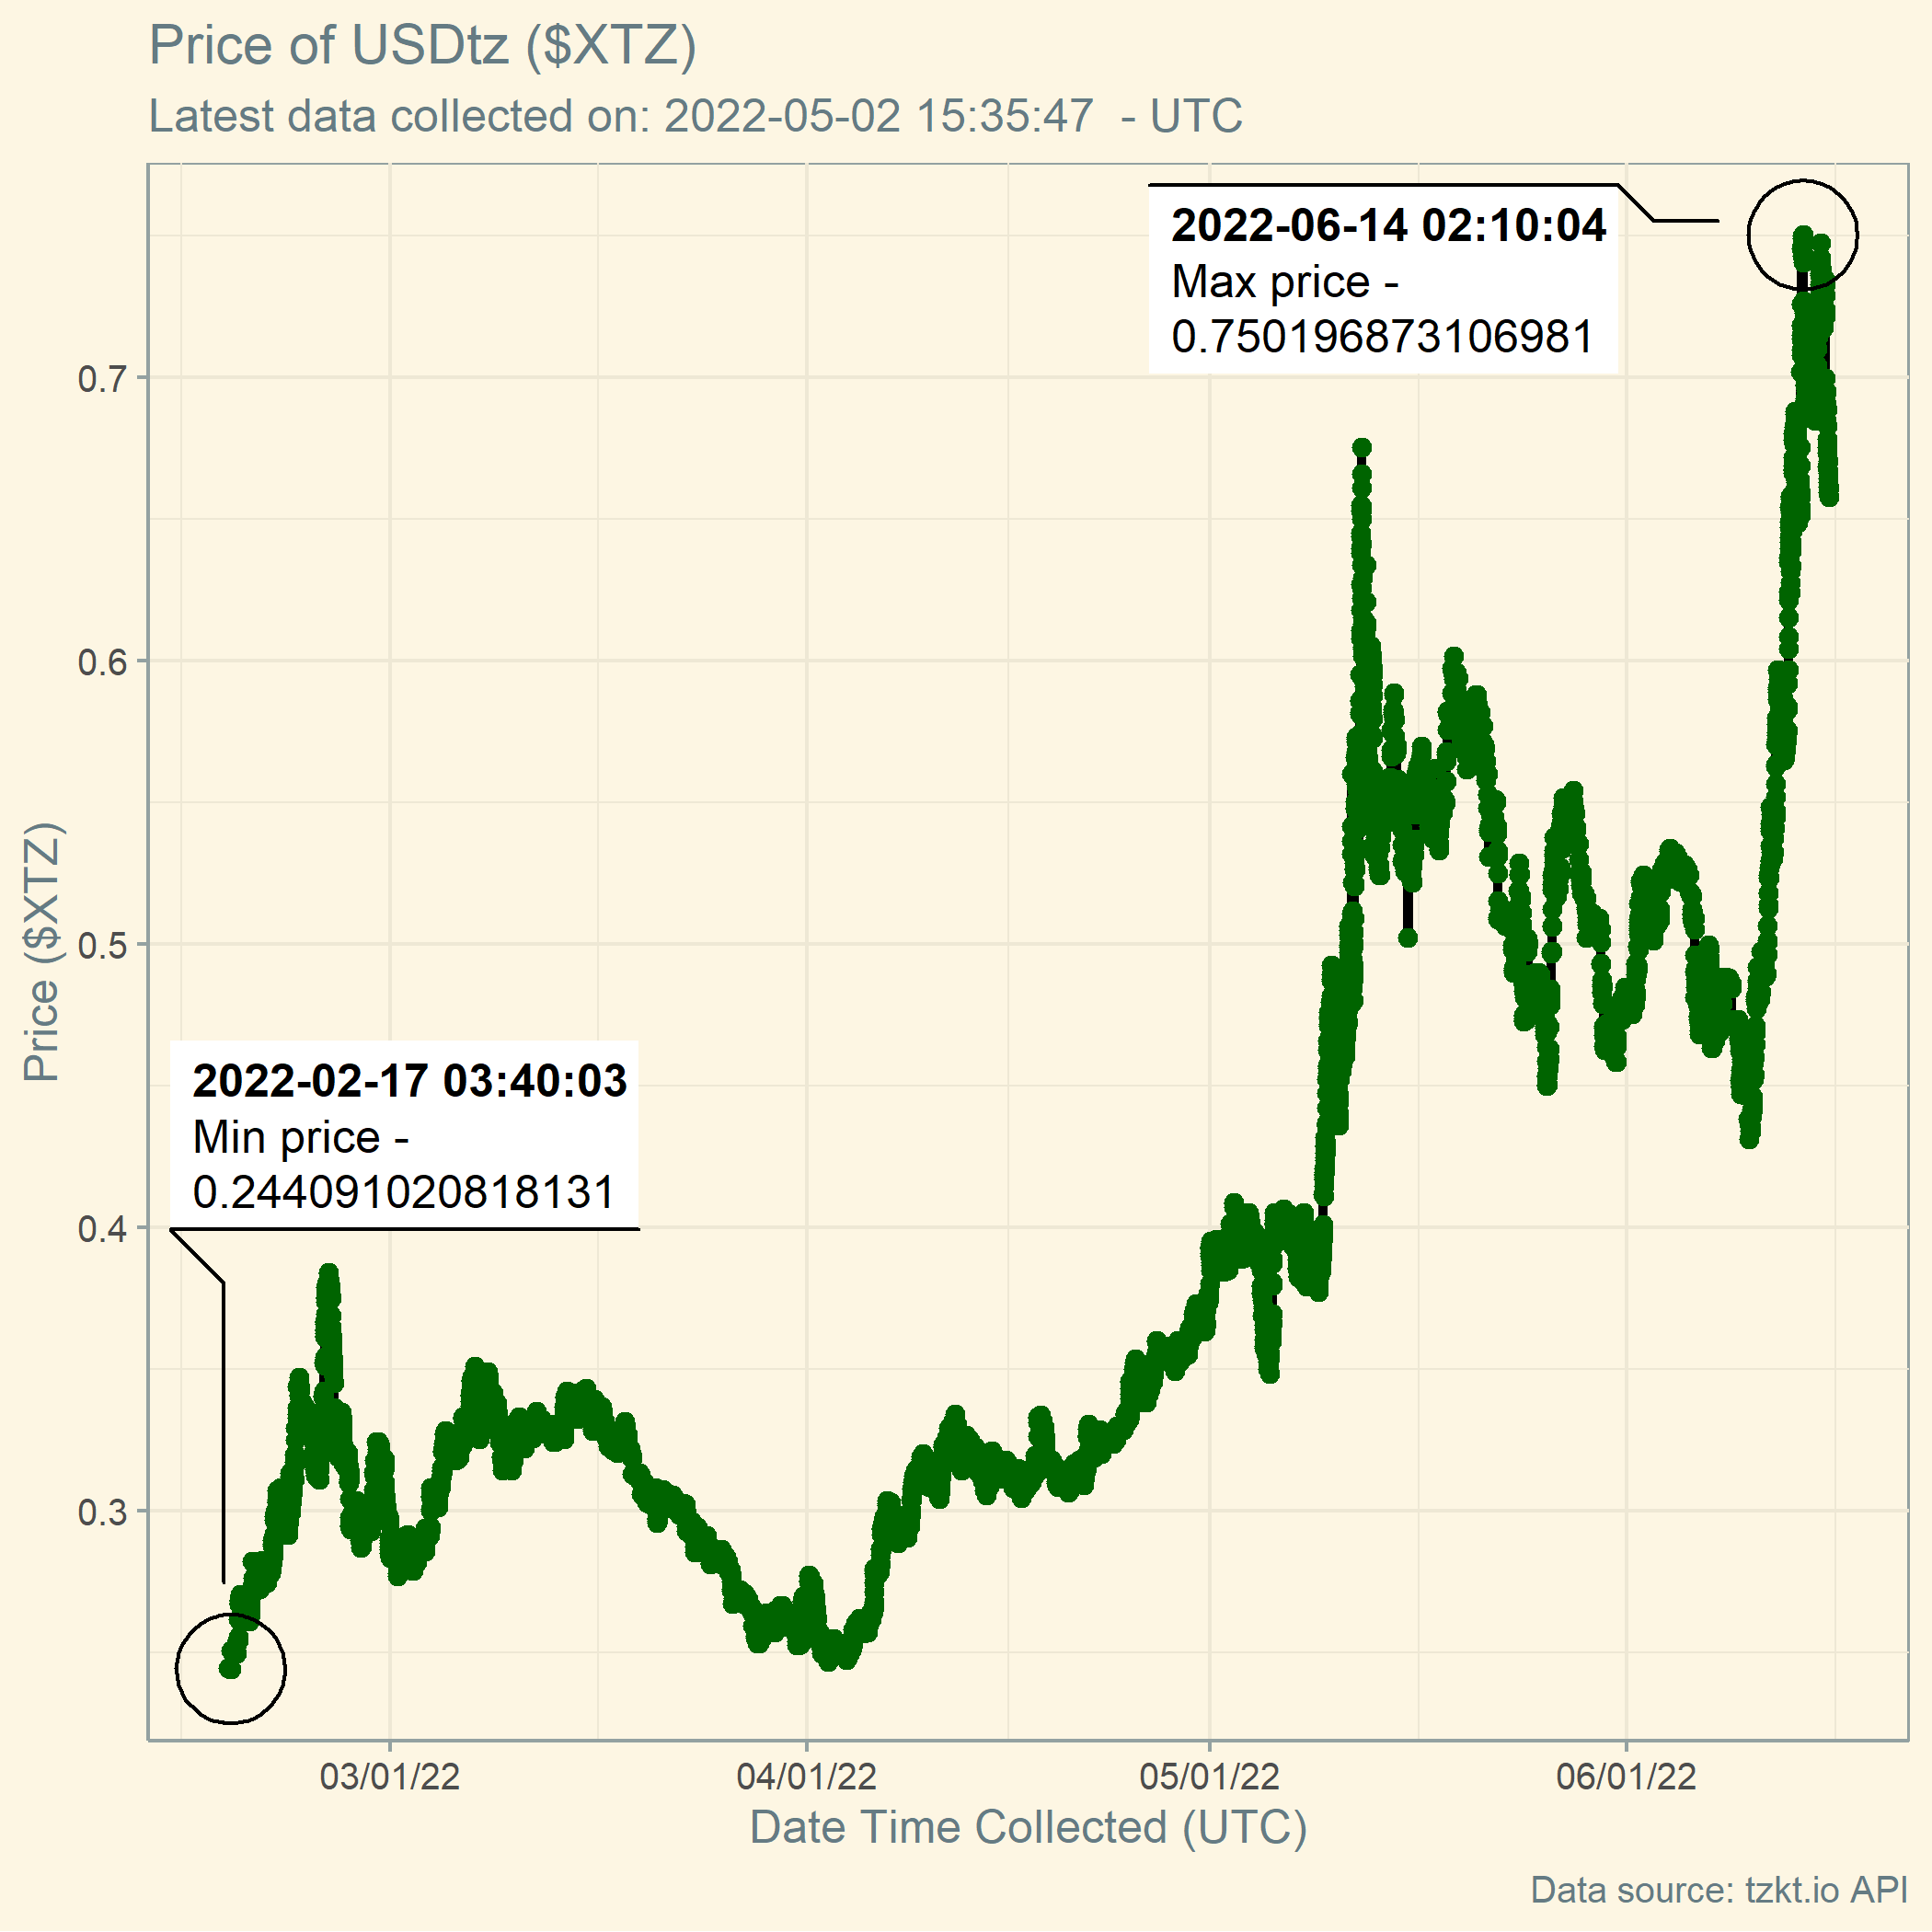 Price of USDtz ($XTZ)
Latest data collected on: 2022-05-02 15:35:47  - UTC
2022-06-14 02:10:04
Max price -
0.750196873106981
2022-02-17 03:40:03
Min price -
0.244091020818131
Price ($XTZ)
0.7
0.6
0.5
0.4
0.3
03/01/22
04/01/22
05/01/22
06/01/22
Date Time Collected (UTC)
Data source: tzkt.io API